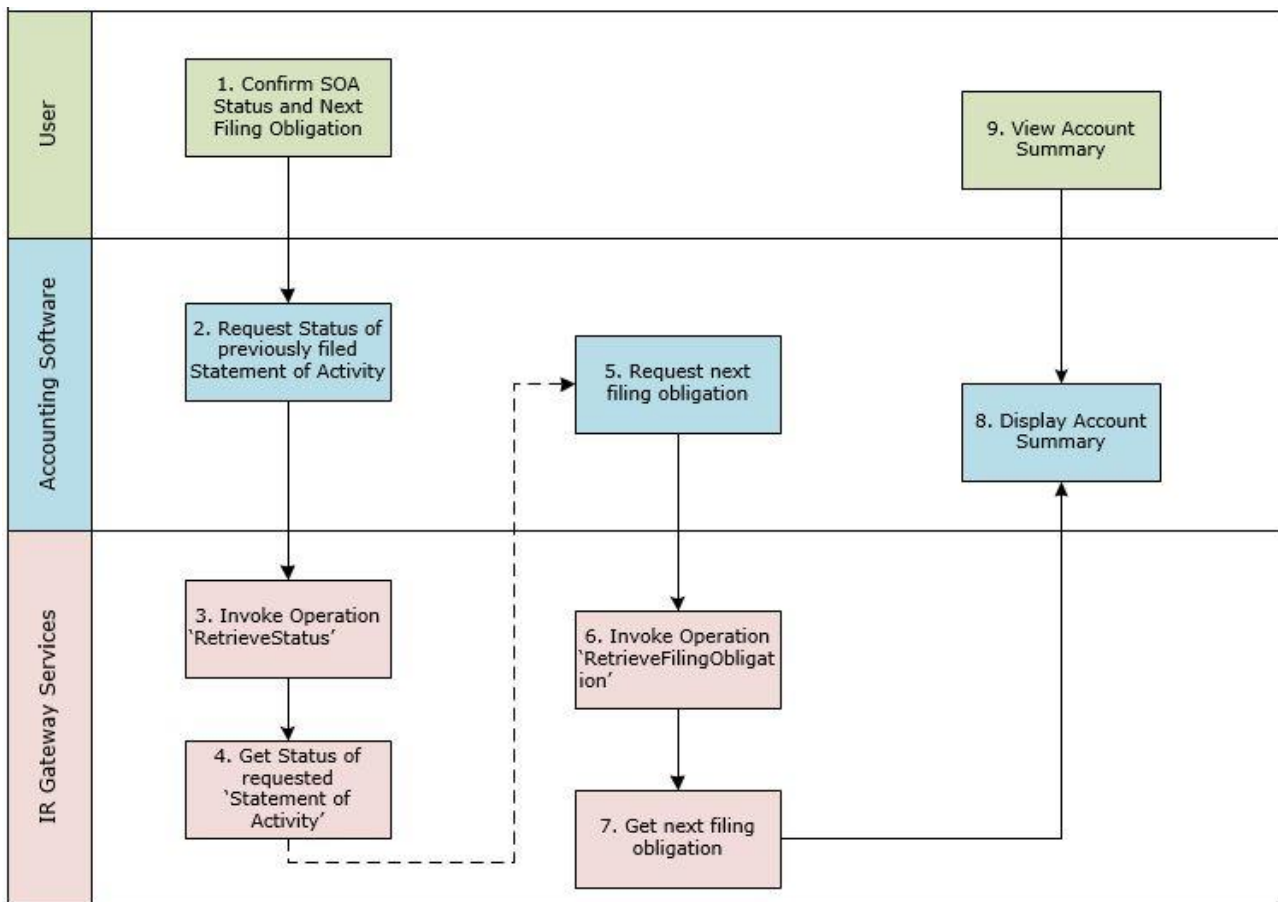 User
1. Confirm SOA
Status and Next
Filing Obligation
9. View Account
Summary
Accounting Software
2. Request Status of
previously filed
Statement of Activity
5. Request next
filing obligation
8. Display Account
Summary
IR Gateway Services
3. Invoke Operation
‘RetrieveStatus’
4. Get Status of
requested
‘Statement of
Activity’
6. Invoke Operation
‘RetrieveFilingObligat
ion’
7. Get next filing
obligation